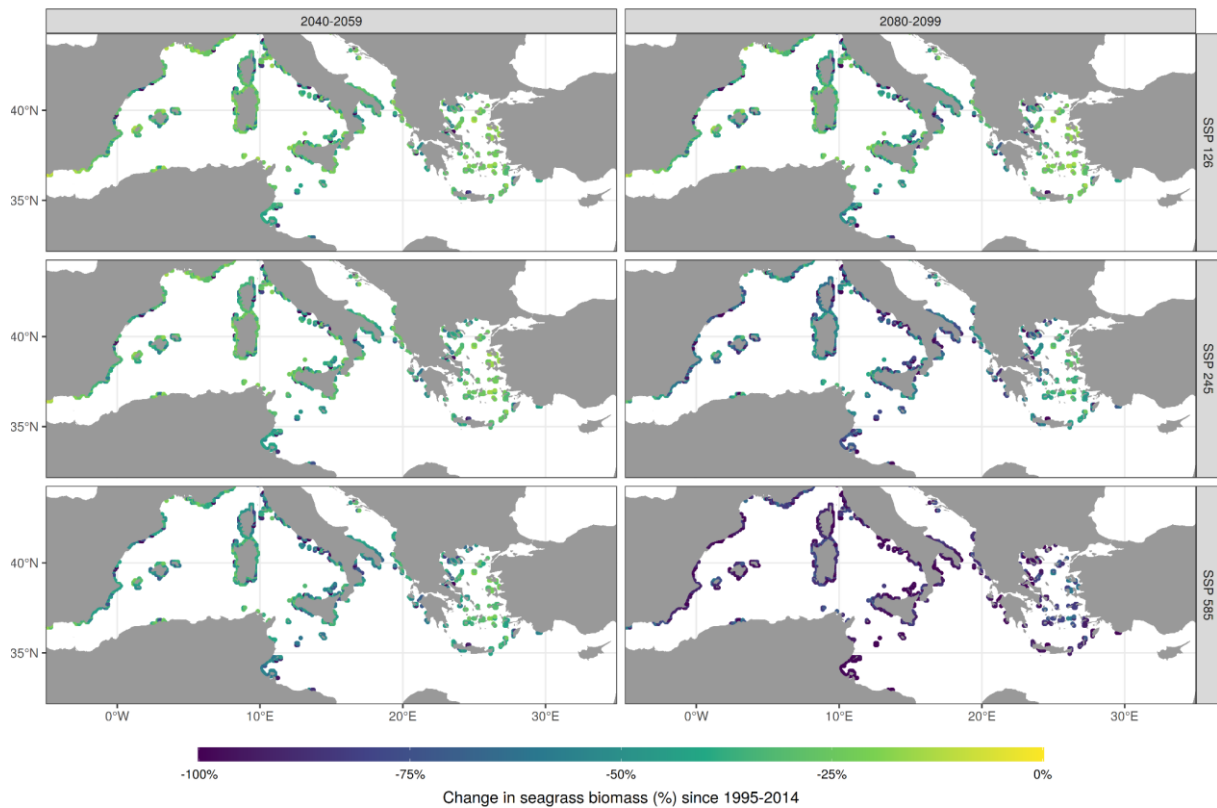 2040-2059
2080-2099
40°N
35°N
SSP 126
40°N
35°N
SSP 245
40°N
35°N
SSP 585
0°W
10°E
20°E
30°E
0°W
10°E
20°E
30°E
-100%
-75%
-50%
-25%
0%
Change in seagrass biomass (%) since 1995-2014